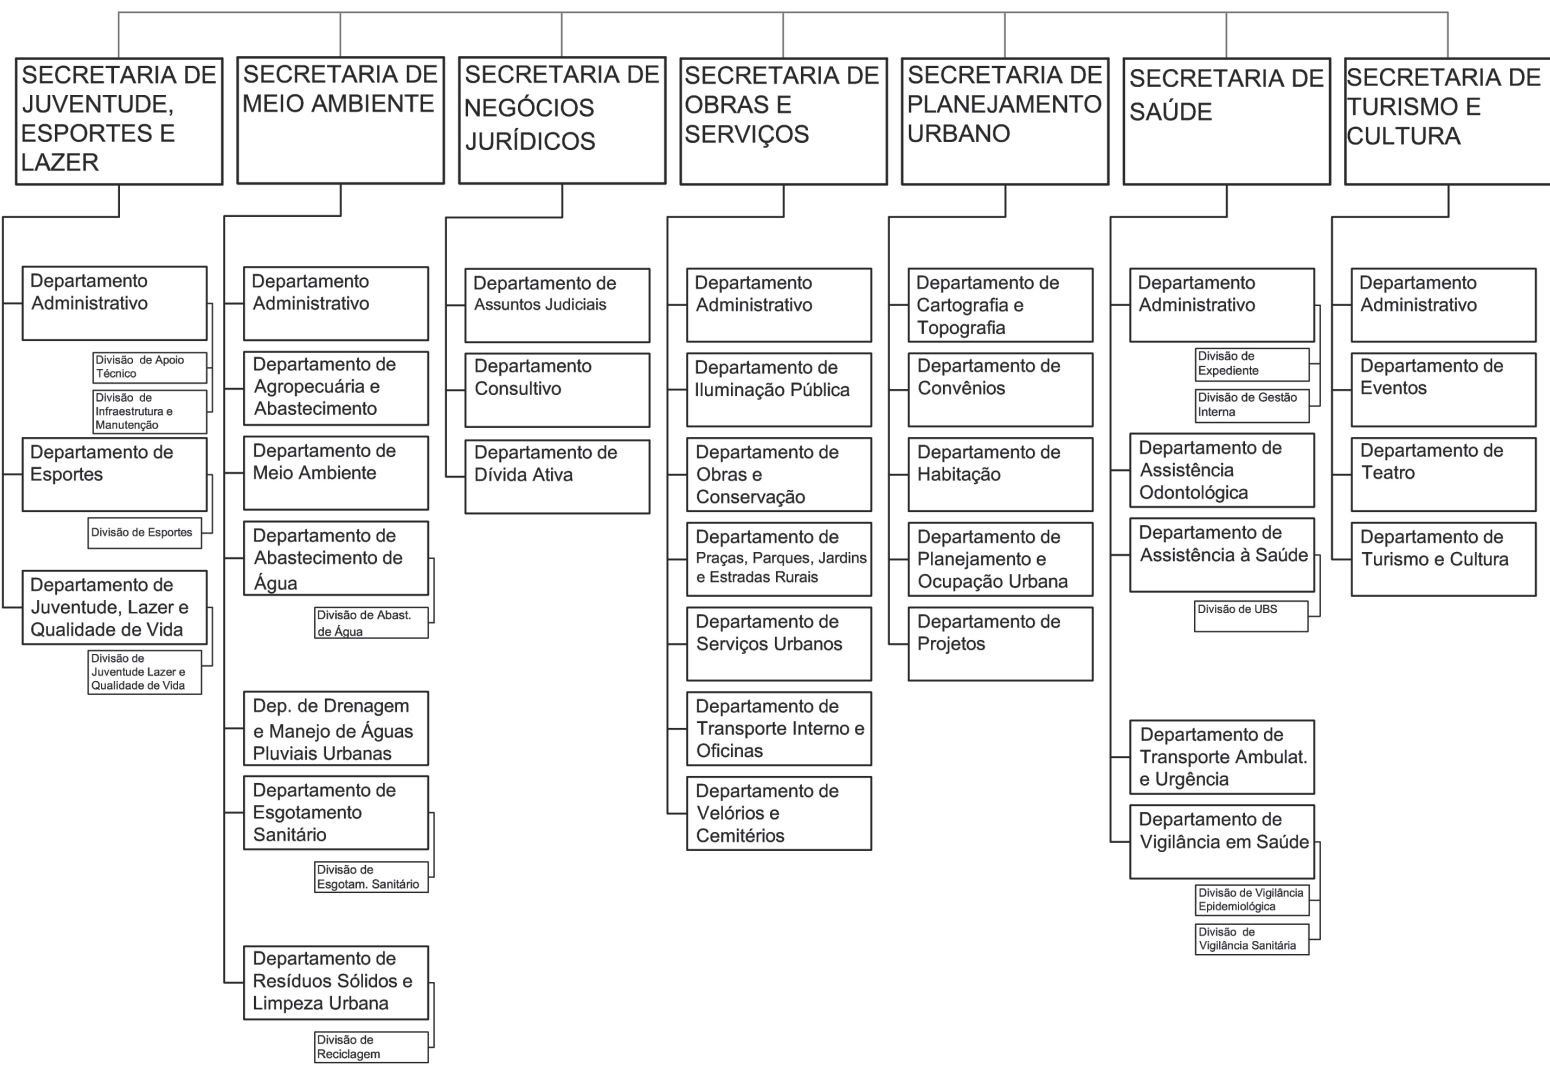 SECRETARIA DE
JUVENTUDE,
ESPORTES E
LAZER
Departamento
Administrativo
Divisão de Apoio
Técnico
Divisão de
Infraestrutura e
Manutenção
Departamento de
Esportes
Divisão de Esportes
Departamento de
Juventude, Lazer e
Qualidade de Vida
Divisão de
Juventude Lazer e
Qualidade de Vida
SECRETARIA DE
MEIO AMBIENTE
Departamento
Administrativo
Departamento de
Agropecuária e
Abastecimento
Departamento de
Meio Ambiente
Departamento de
Abastecimento de
Água
Divisão de Abast.
de Água
Dep. de Drenagem
e Manejo de Águas
Pluviais Urbanas
Departamento de
Esgotamento
Sanitário
Divisão de
Esgotam. Sanitário
Departamento de
Resíduos Sólidos e
Limpeza Urbana
Divisão de
Reciclagem
SECRETARIA DE
NEGÓCIOS
JURÍDICOS
Departamento de
Assuntos Judiciais
Departamento
Consultivo
Departamento de
Dívida Ativa
SECRETARIA DE
OBRAS E
SERVIÇOS
Departamento
Administrativo
Departamento de
Iluminação Pública
Departamento de
Obras e
Conservação
Departamento de
Praças, Parques, Jardins
e Estradas Rurais
Departamento de
Serviços Urbanos
Departamento de
Transporte Interno e
Oficinas
Departamento de
Velórios e
Cemitérios
SECRETARIA DE
PLANEJAMENTO
URBANO
Departamento de
Cartografia e
Topografia
Departamento de
Convênios
Departamento de
Habitação
Departamento de
Planejamento e
Ocupação Urbana
Departamento de
Projetos
SECRETARIA DE
SAÚDE
Departamento
Administrativo
Divisão de
Expediente
Divisão de Gestão
Interna
Departamento de
Assistência
Odontológica
Departamento de
Assistência à Saúde
Divisão de UBS
Departamento de
Transporte Ambulat.
e Urgência
Departamento de
Vigilância em Saúde
Divisão de Vigilância
Epidemiológica
Divisão de
Vigilância Sanitária
SECRETARIA DE
TURISMO E
CULTURA
Departamento
Administrativo
Departamento de
Eventos
Departamento de
Teatro
Departamento de
Turismo e Cultura